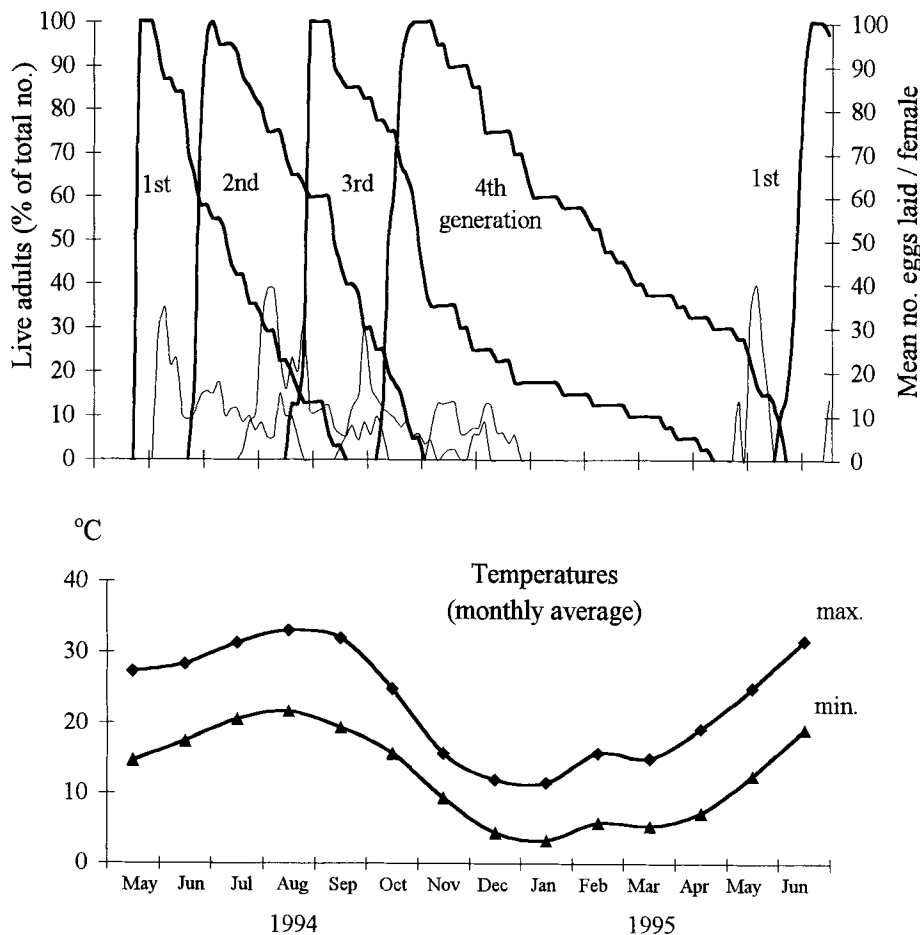 100
90
80
70
60
50
40
30
20
10
0
Live adults (% of total no.)
1st
2nd
3rd
4th
generation
1st
100
90
80
70
60
50
40
30
20
10
0
Mean no. eggs laid / female
°C
40
30
20
10
0
Temperatures
(monthly average)
max.
min.
May Jun Jul Aug Sep Oct Nov Dec Jan Feb Mar Apr May Jun
1994 1995